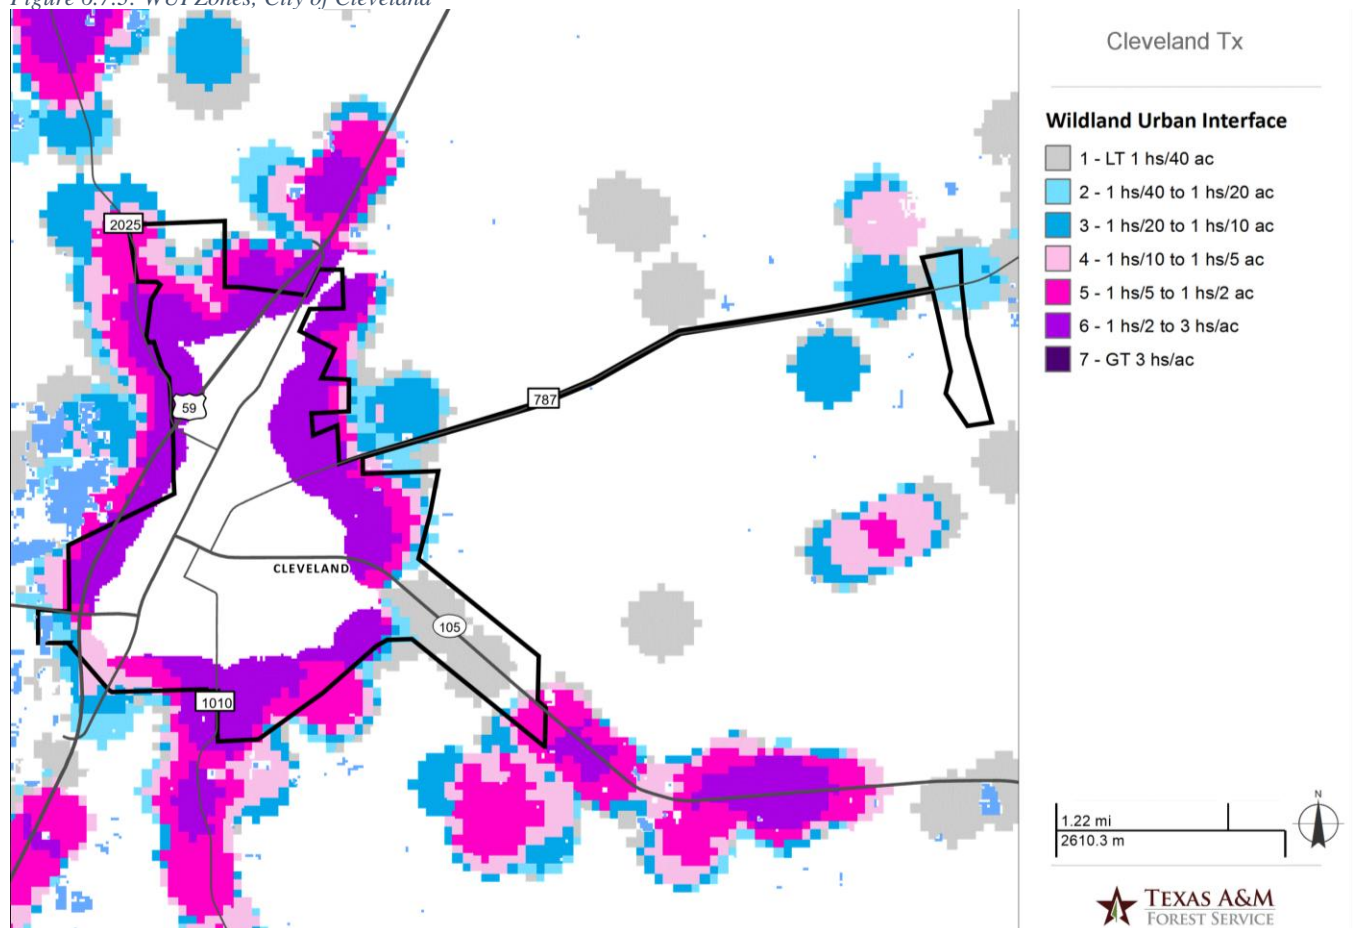 Figure 6.7.3: WUI Zones, City of Cleveland
Cleveland Tx
Wildland Urban Interface
1 - LT 1 hs/40 ac
2 - 1 hs/40 to 1 hs/20 ac
3 - 1 hs/20 to 1 hs/10 ac
4 - 1 hs/10 to 1 hs/5 ac
5 - 1 hs/5 to 1 hs/2 ac
6 - 1 hs/2 to 3 hs/ac
7 - GT 3 hs/ac
2025
59
787
CLEVELAND
105
1010
N
1.22 mi
2610.3 m
TEXAS A&M
FOREST SERVICE